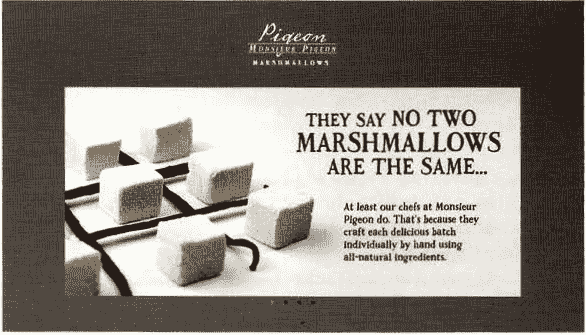 Pigeon
MONSIEUR PIGEON
MARSHMALLOWS
THEY SAY NO TWO
MARSHMALLOWS
ARE THE SAME...
At least our chefs at Monsieur
Pigeon do. That's because they
craft each delicious batch
individually by hand using
all-natural ingredients.